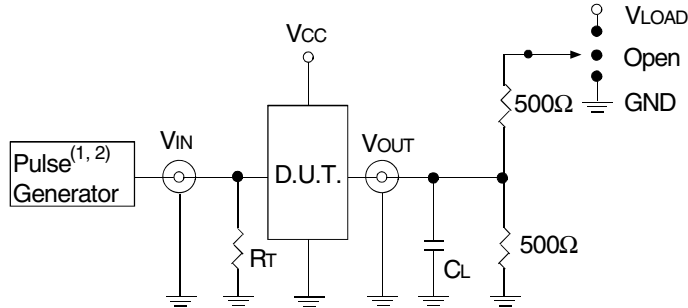 VLOAD
VCC
Open
500Ω
GND
VIN
VOUT
Pulse(1, 2)
Generator
D.U.T.
RT
CL
500Ω